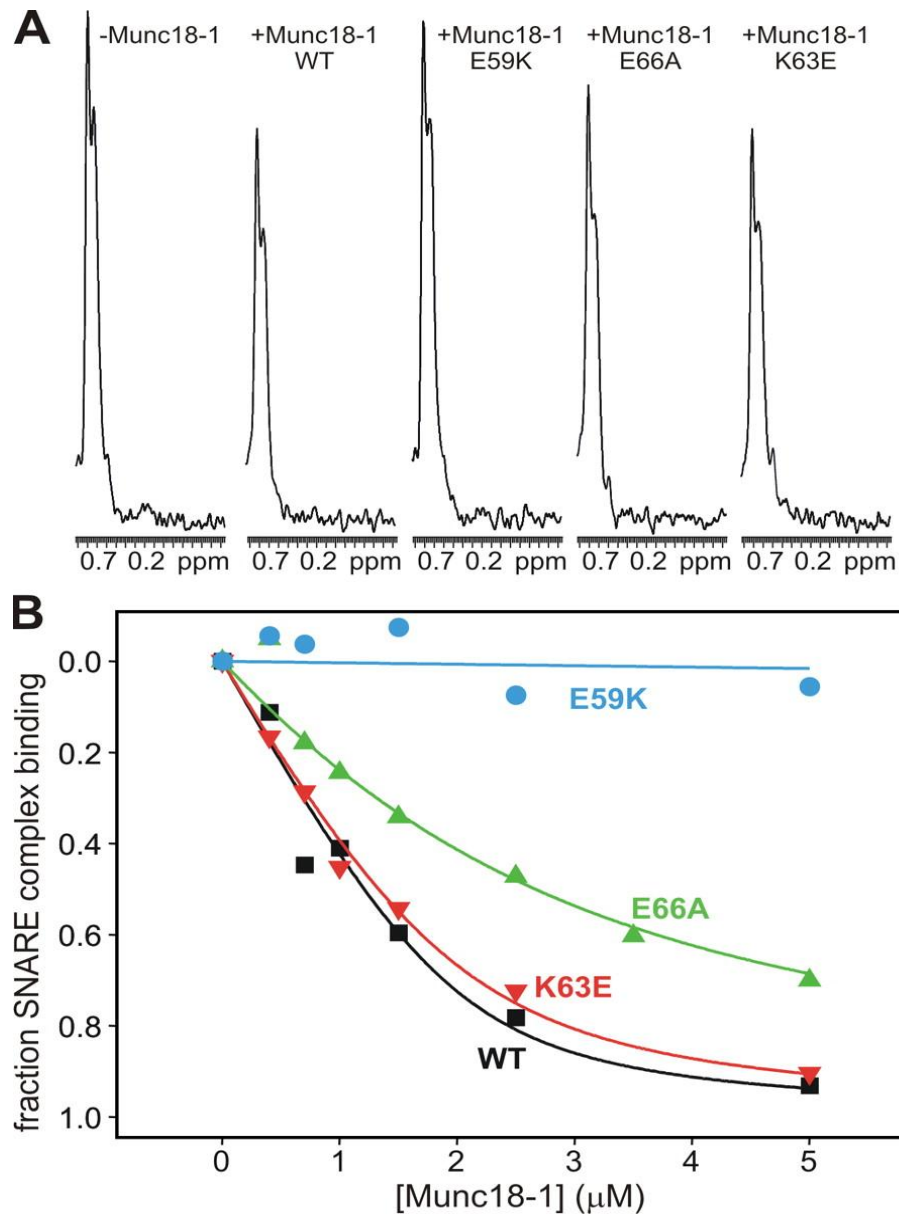 A
-Munc18-1
+Munc18-1
WT
+Munc18-1
E59K
+Munc18-1
E66A
+Munc18-1
K63E
0.7 0.2 ppm
0.7 0.2 ppm
0.7 0.2 ppm
0.7 0.2 ppm
0.7 0.2 ppm
B
fraction SNARE complex binding
0.0
0.2
0.4
0.6
0.8
1.0
E59K
E66A
K63E
WT
0 1 2 3 4 5
[Munc18-1] (μM)